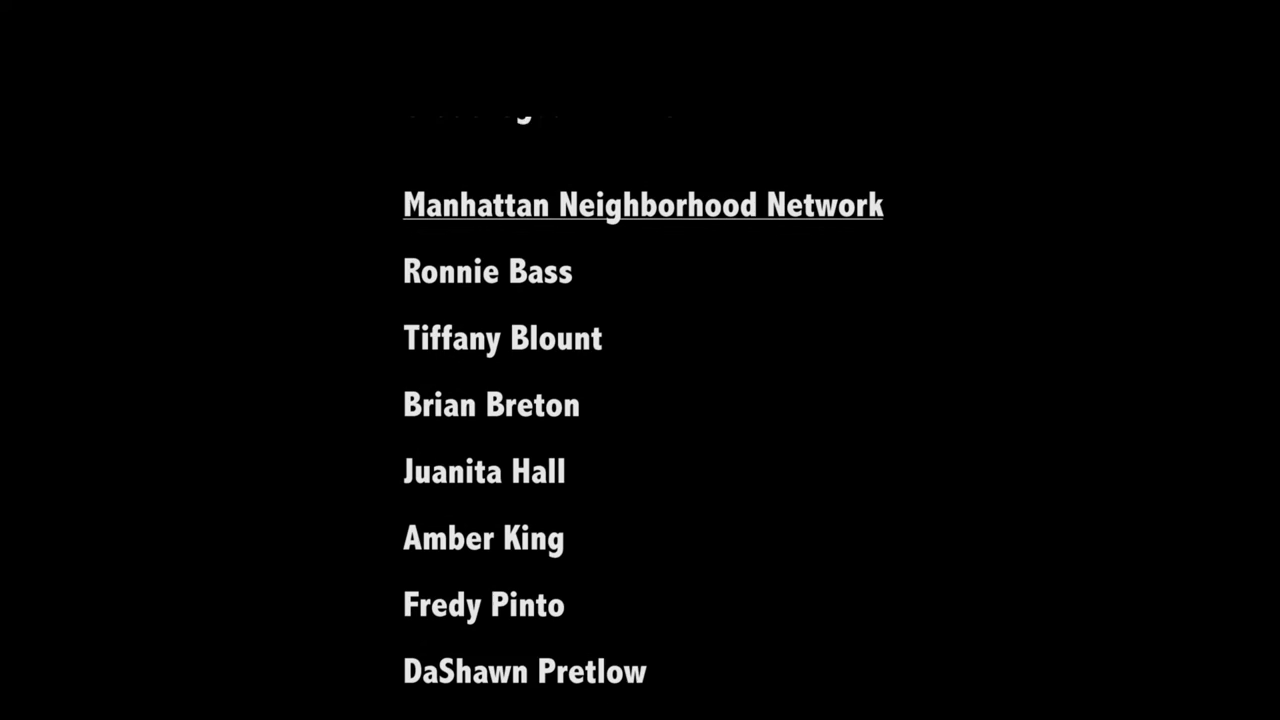 Manhattan Neighborhood Network
Ronnie Bass
Tiffany Blount
Brian Breton
Juanita Hall
Amber King
Fredy Pinto
DaShawn Pretlow